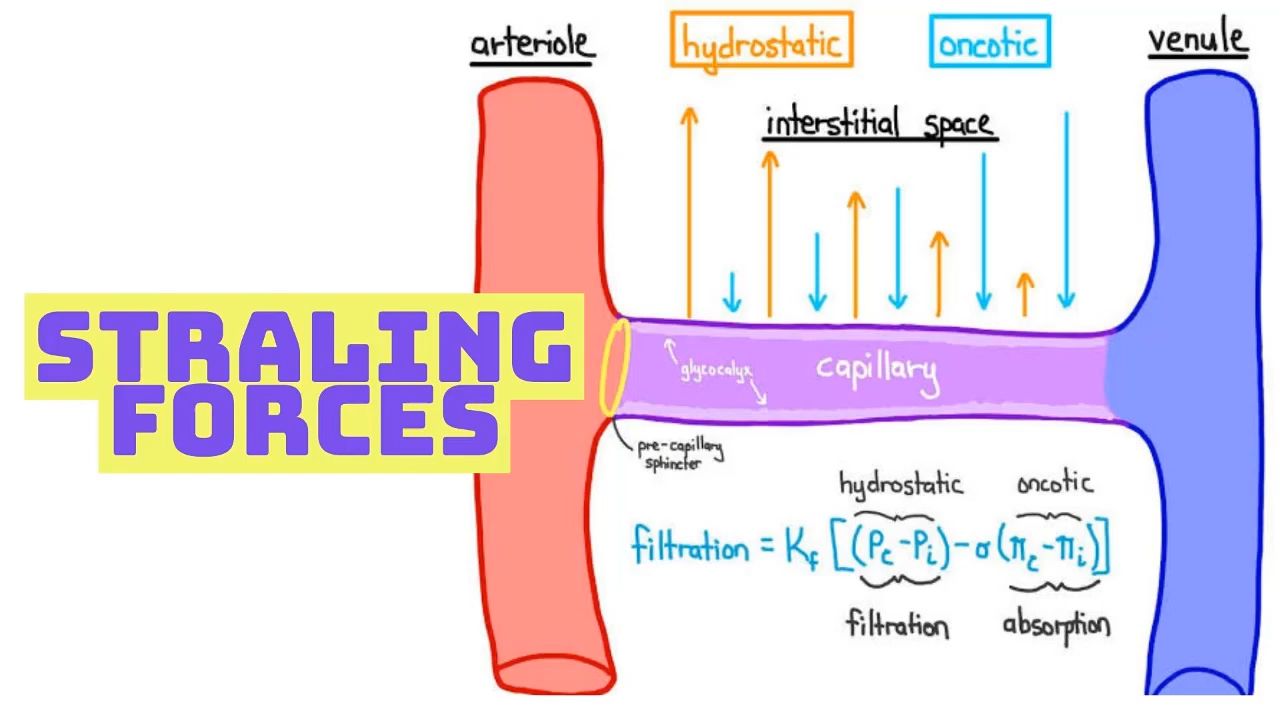 arteriole
hydrostatic
oncotic
venule
interstitial space
STRALING
FORCES
glycocalyx
capillary
pre-capillary
sphincter
hydrostatic
oncotic
filtration = Kf [(Pc - Pi) - σ (πc - πi)]
filtration
absorption